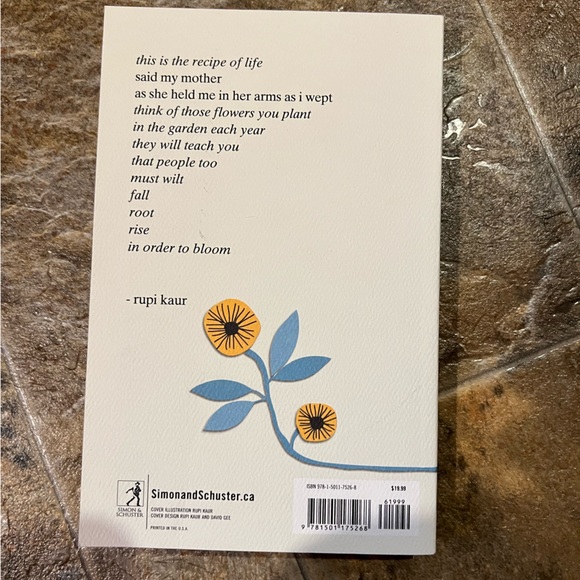 this is the recipe of life
said my mother
as she held me in her arms as i wept
think of those flowers you plant
in the garden each year
they will teach you
that people too
must wilt
fall
root
rise
in order to bloom
- rupi kaur
SIMON &
SCHUSTER
SimonandSchuster.ca
COVER ILLUSTRATION RUPI KAUR
COVER DESIGN RUPI KAUR AND DAVID GEE
PRINTED IN THE U.S.A.
ISBN 978-1-5011-7526-8
$19.99
61999
9 781501 175268